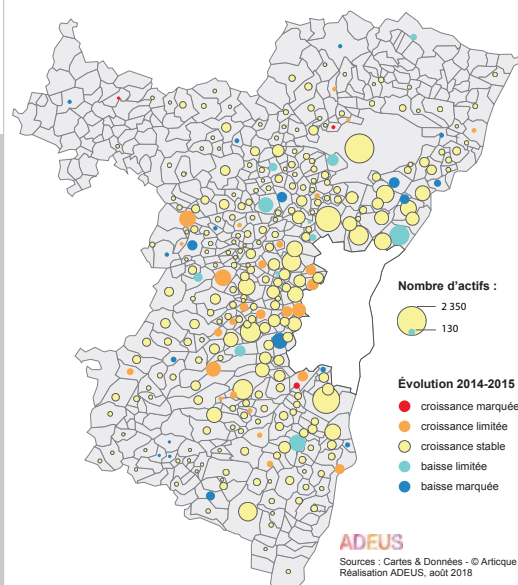 Nombre d'actifs :
2 350
130
Évolution 2014-2015
croissance marquée
croissance limitée
croissance stable
baisse limitée
baisse marquée
ADEUS
Sources : Cartes & Données - © Articque
Réalisation ADEUS, août 2018